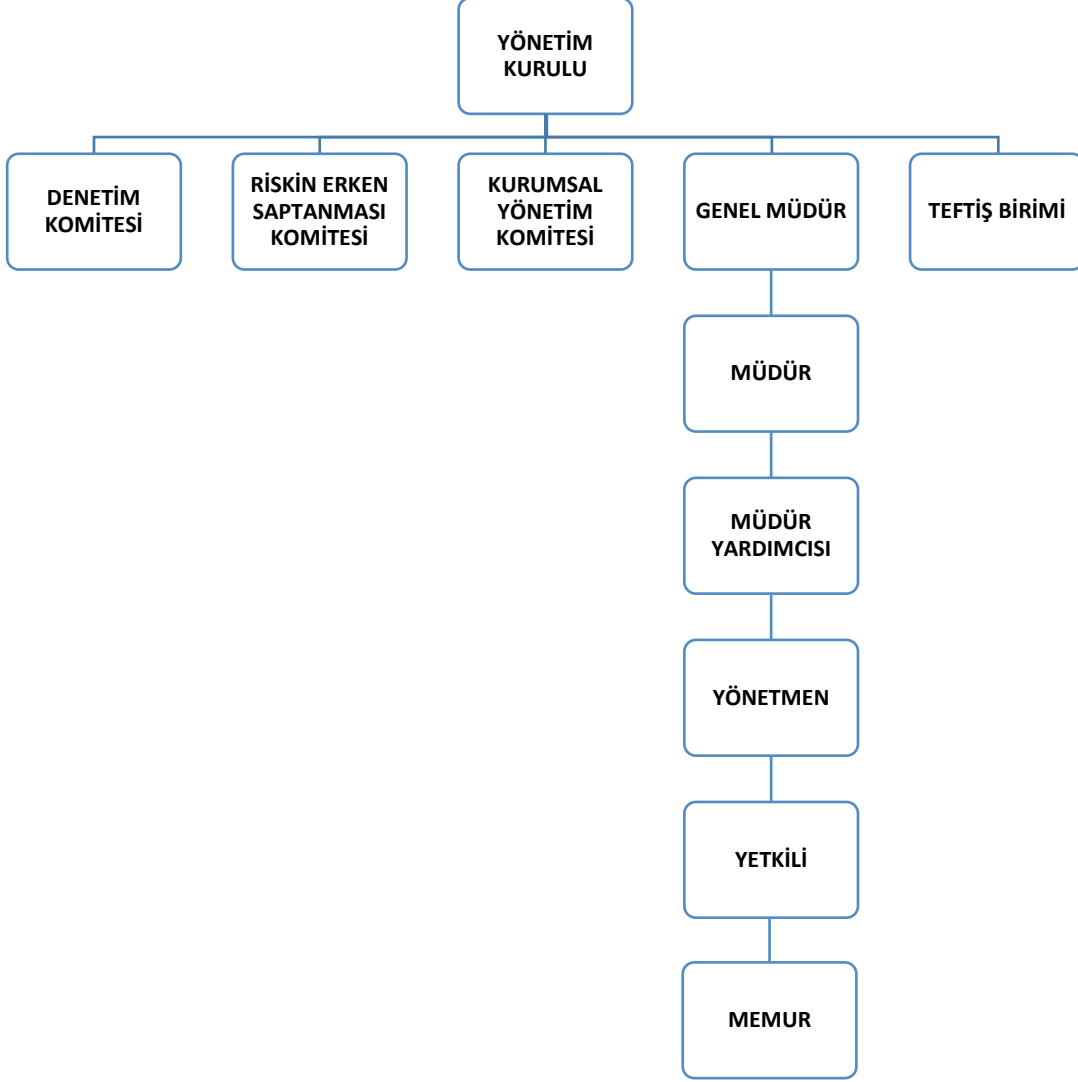 YÖNETİM
KURULU
DENETİM
KOMİTESİ
RİSKİN ERKEN
SAPTANMASI
KOMİTESİ
KURUMSAL
YÖNETİM
KOMİTESİ
GENEL MÜDÜR
TEFTİŞ BİRİMİ
MÜDÜR
MÜDÜR
YARDIMCISI
YÖNETMEN
YETKİLİ
MEMUR